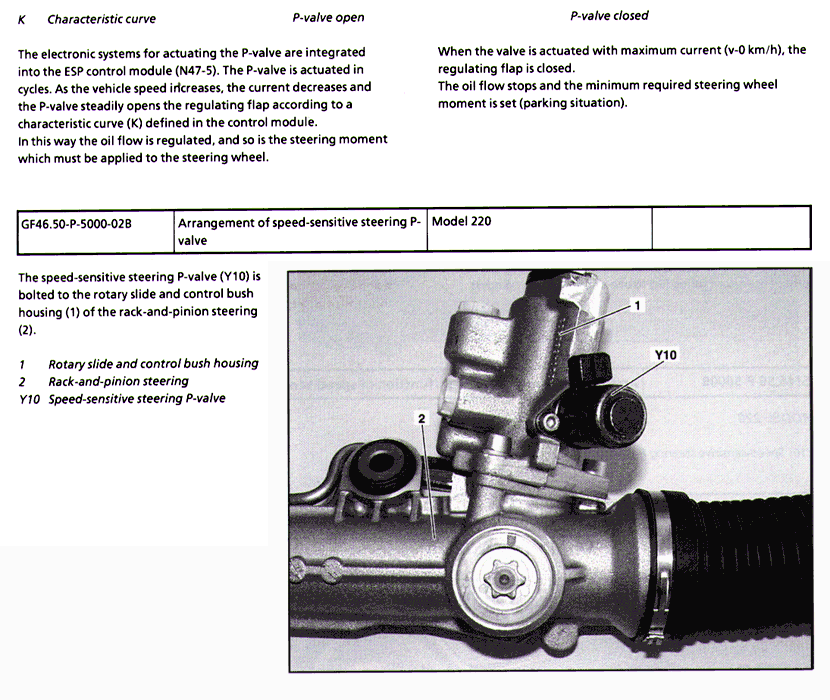 K Characteristic curve
P-valve open
P-valve closed
The electronic systems for actuating the P-valve are integrated
into the ESP control module (N47-5). The P-valve is actuated in
cycles. As the vehicle speed increases, the current decreases and
the P-valve steadily opens the regulating flap according to a
characteristic curve (K) defined in the control module.
In this way the oil flow is regulated, and so is the steering moment
which must be applied to the steering wheel.
When the valve is actuated with maximum current (v-0 km/h), the
regulating flap is closed.
The oil flow stops and the minimum required steering wheel
moment is set (parking situation).
GF46.50-P-5000-02B
Arrangement of speed-sensitive steering P-
valve
Model 220
The speed-sensitive steering P-valve (Y10) is
bolted to the rotary slide and control bush
housing (1) of the rack-and-pinion steering
(2).
1 Rotary slide and control bush housing
2 Rack-and-pinion steering
Y10 Speed-sensitive steering P-valve
1
Y10
2